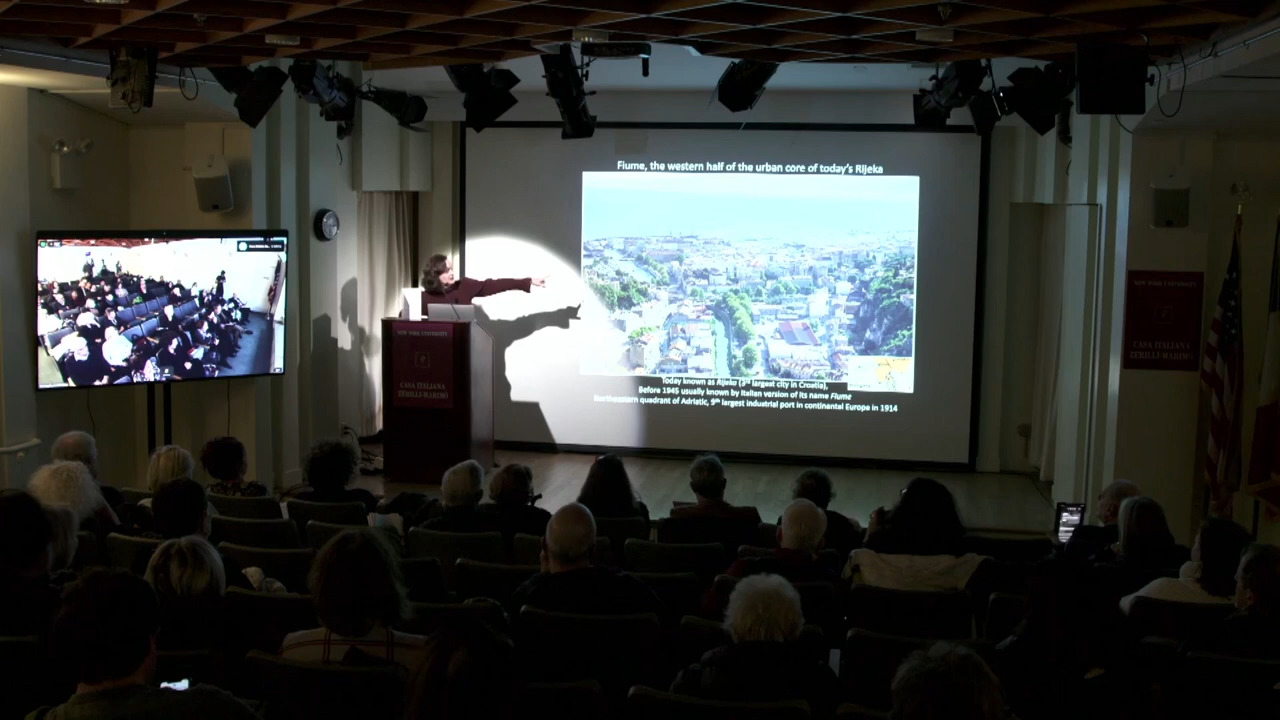 Fiume, the western half of the urban core of today's Rijeka
Today known as Rijeka (3rd largest city in Croatia),
Before 1945 usually known by Italian version of its name Fiume
Northeastern quadrant of Adriatic, 9th largest industrial port in continental Europe in 1914
NEW YORK UNIVERSITY
CASA ITALIANA
ZERILLI-MARIMÒ
NEW YORK UNIVERSITY
CASA ITALIANA
ZERILLI-MARIMÒ